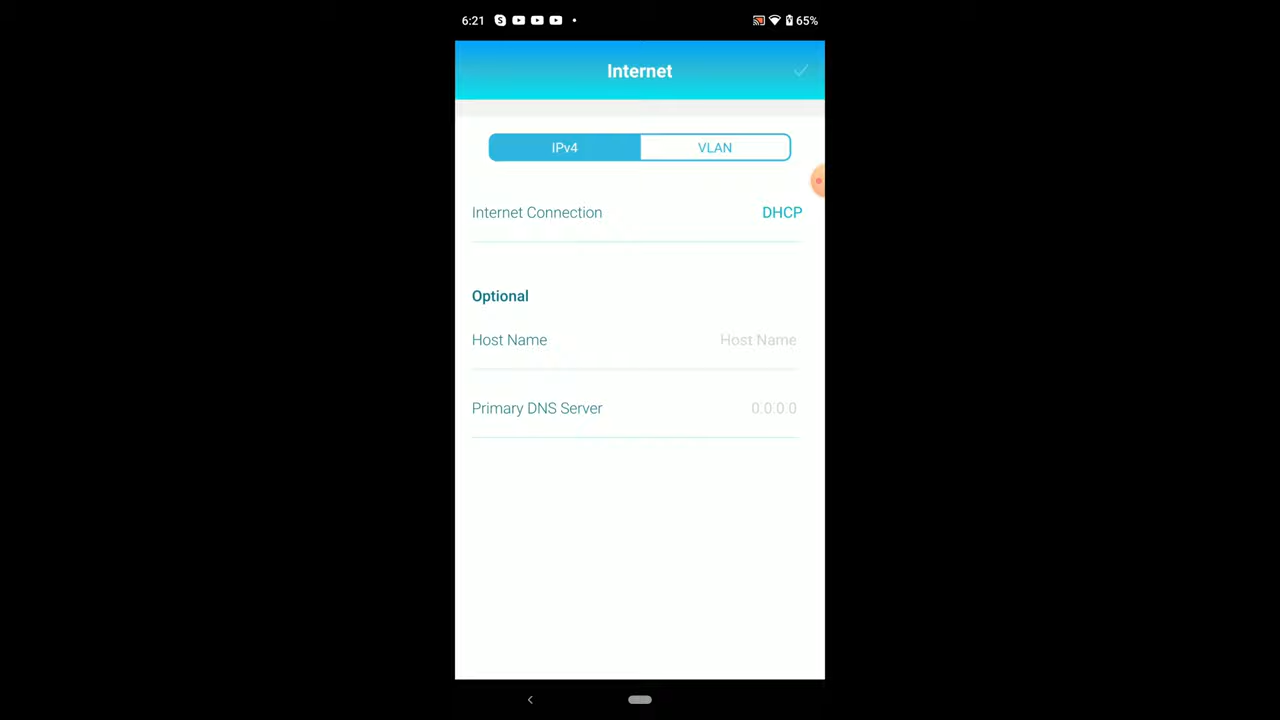 6:21 65%
Internet
IPv4 VLAN
Internet Connection DHCP
Optional
Host Name Host Name
Primary DNS Server 0.0.0.0